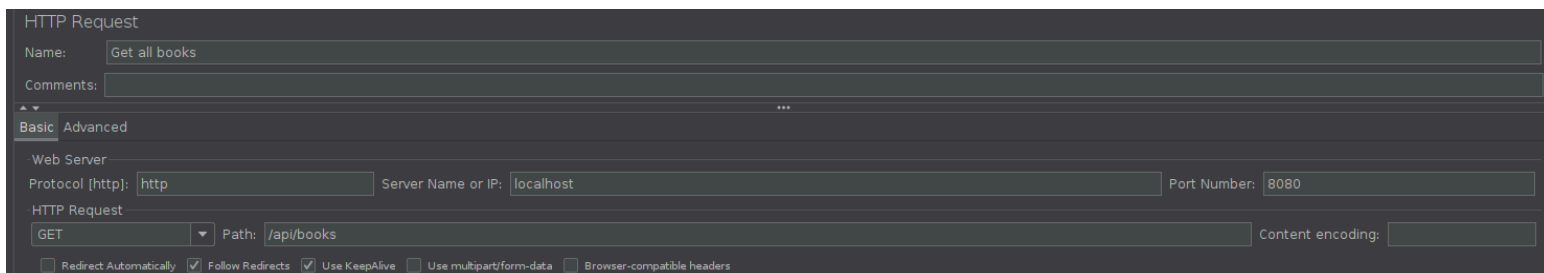 HTTP Request
Name: Get all books
Comments:
Basic Advanced
Web Server
Protocol [http]: http Server Name or IP: localhost Port Number: 8080
HTTP Request
GET Path: /api/books Content encoding:
Redirect Automatically Follow Redirects Use KeepAlive Use multipart/form-data Browser-compatible headers